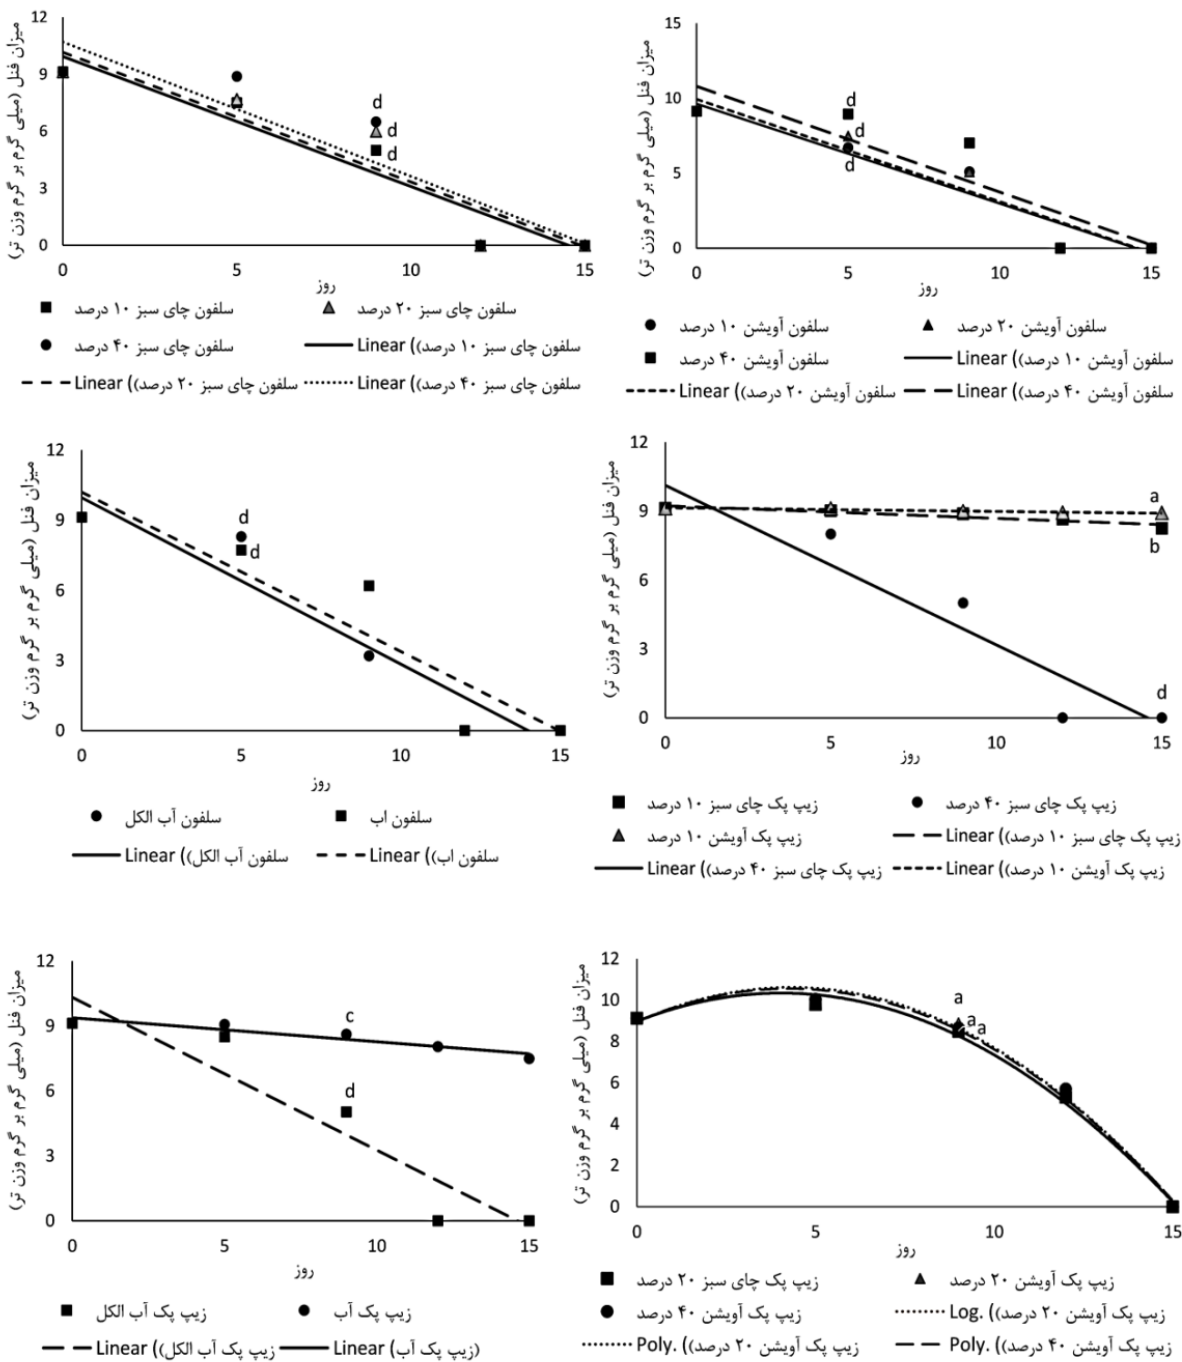 میزان فنل (میلی گرم بر گرم وزن تر)
12
9
6
3
0
d
d
d
0 5 10 15
روز
سلفون چای سبز ۱۰ درصد
سلفون چای سبز ۲۰ درصد
سلفون چای سبز ۴۰ درصد
Linear ((سلفون چای سبز ۱۰ درصد
Linear ((سلفون چای سبز ۲۰ درصد
Linear ((سلفون چای سبز ۴۰ درصد
میزان فنل (میلی گرم بر گرم وزن تر)
15
10
5
0
d
d
d
0 5 10 15
روز
سلفون آویشن ۱۰ درصد
سلفون آویشن ۲۰ درصد
سلفون آویشن ۴۰ درصد
Linear ((سلفون آویشن ۱۰ درصد
Linear ((سلفون آویشن ۲۰ درصد
Linear ((سلفون آویشن ۴۰ درصد
میزان فنل (میلی گرم بر گرم وزن تر)
12
9
6
3
0
d
d
0 5 10 15
روز
سلفون آب الکل
سلفون اب
Linear ((سلفون آب الکل
Linear ((سلفون اب
میزان فنل (میلی گرم بر گرم وزن تر)
12
9
6
3
0
a
b
d
0 5 10 15
روز
زیپ پک چای سبز ۱۰ درصد
زیپ پک چای سبز ۴۰ درصد
زیپ پک آویشن ۱۰ درصد
Linear ((زیپ پک چای سبز ۱۰ درصد
Linear ((زیپ پک چای سبز ۴۰ درصد
Linear ((زیپ پک آویشن ۱۰ درصد
میزان فنل (میلی گرم بر گرم وزن تر)
12
9
6
3
0
c
d
0 5 10 15
روز
زیپ پک آب الکل
زیپ پک آب
Linear ((زیپ پک آب الکل
Linear (زیپ پک آب)
میزان فنل (میلی گرم بر گرم وزن تر)
12
10
8
6
4
2
0
a
a
a
0 5 10 15
روز
زیپ پک چای سبز ۲۰ درصد
زیپ پک آویشن ۲۰ درصد
زیپ پک آویشن ۴۰ درصد
Log. ((زیپ پک آویشن ۲۰ درصد
Poly. ((زیپ پک آویشن ۲۰ درصد
Poly. ((زیپ پک آویشن ۴۰ درصد